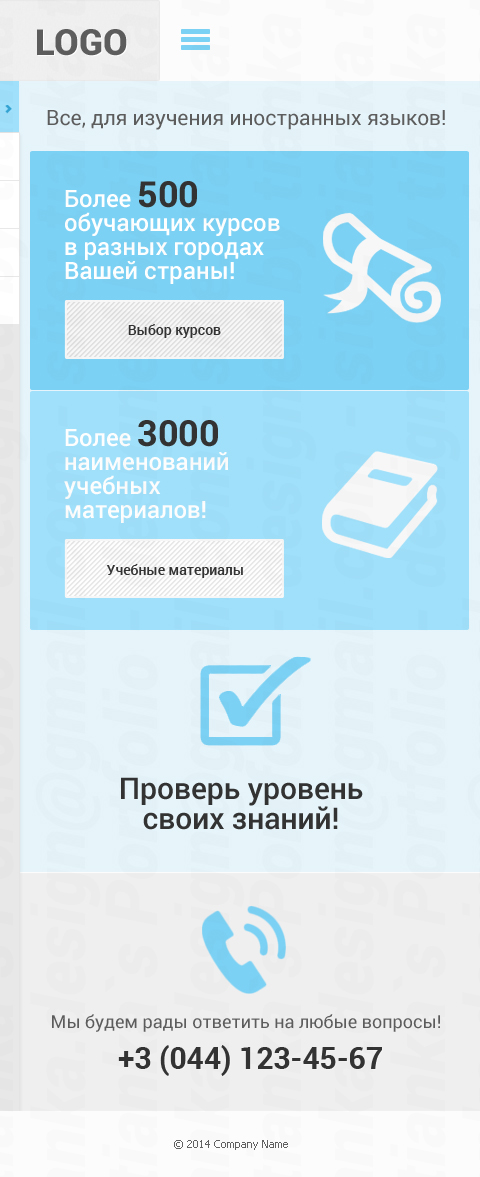 LOGO
Все, для изучения иностранных языков!
Более 500
обучающих курсов
в разных городах
Вашей страны!
Выбор курсов
Более 3000
наименований
учебных
материалов!
Учебные материалы
Проверь уровень
своих знаний!
Мы будем рады ответить на любые вопросы!
+3 (044) 123-45-67
© 2014 Company Name